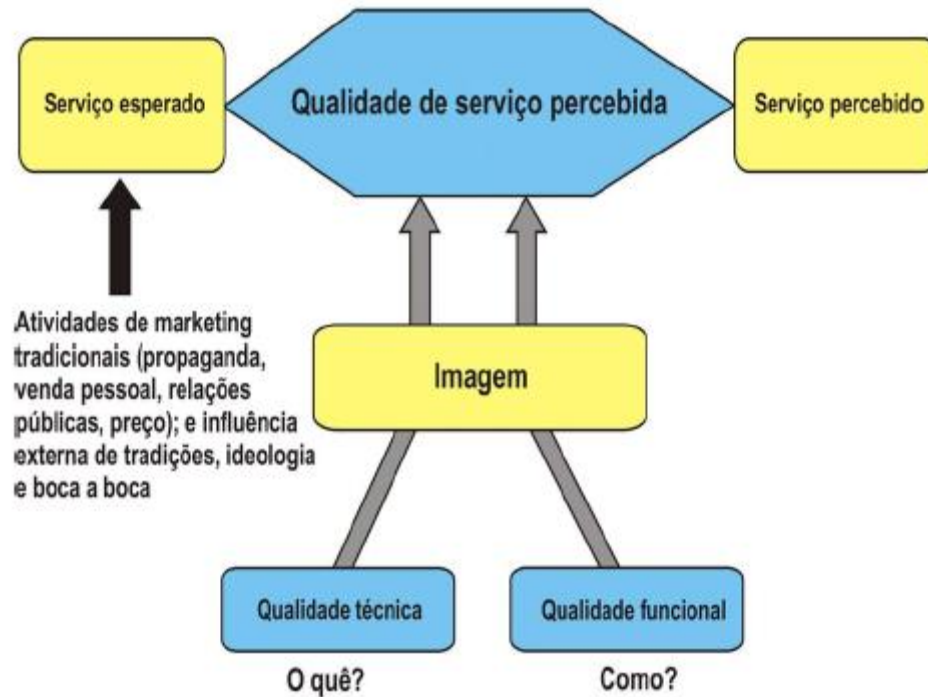 Serviço esperado
Qualidade de serviço percebida
Serviço percebido
Atividades de marketing
tradicionais (propaganda,
venda pessoal, relações
públicas, preço); e influência
externa de tradições, ideologia
e boca a boca
Imagem
Qualidade técnica
Qualidade funcional
O quê?
Como?